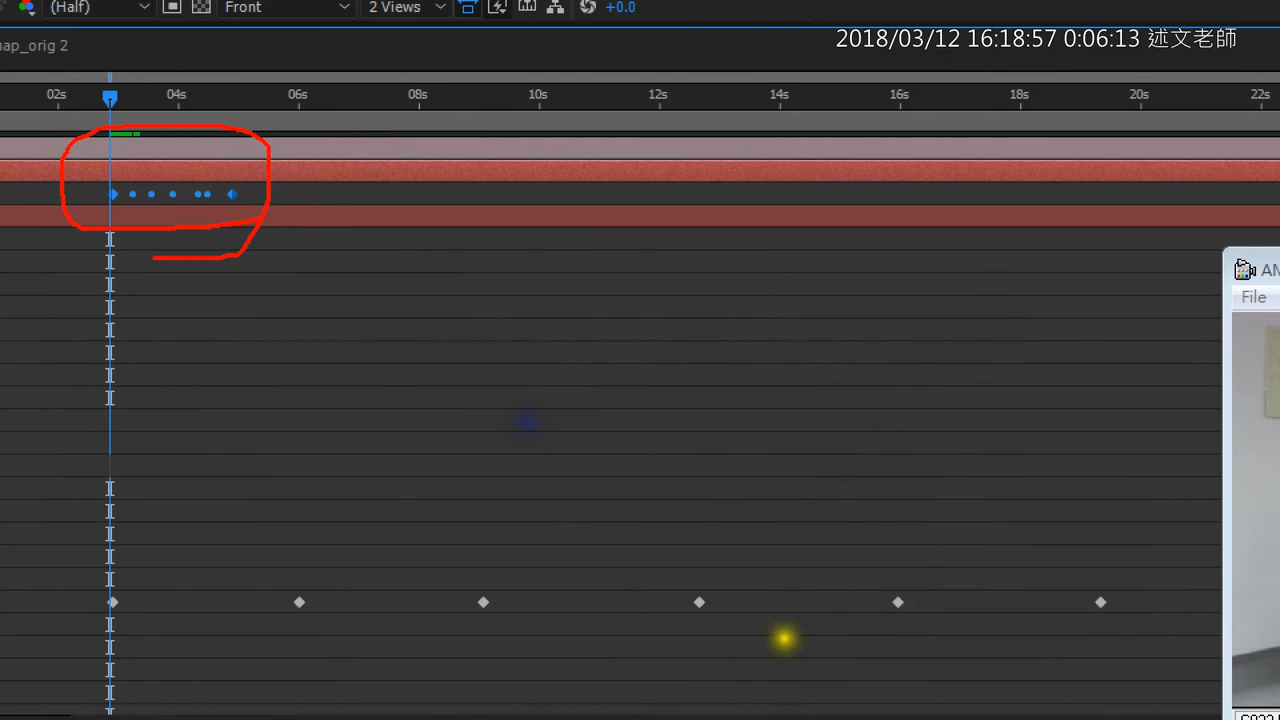 (Half) Front 2 Views +0.0
2018/03/12 16:18:57 0:06:13 述文老師
nap_orig 2
02s 04s 06s 08s 10s 12s 14s 16s 18s 20s 22s
File